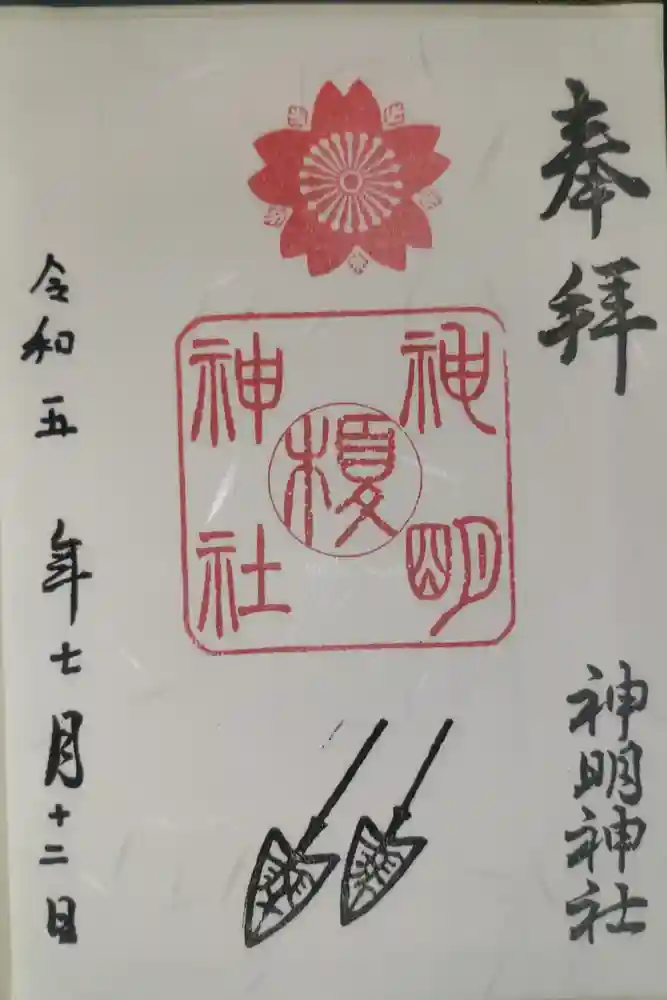 奉拝
神明神社
神明
榎
神社
令和五年七月十二日